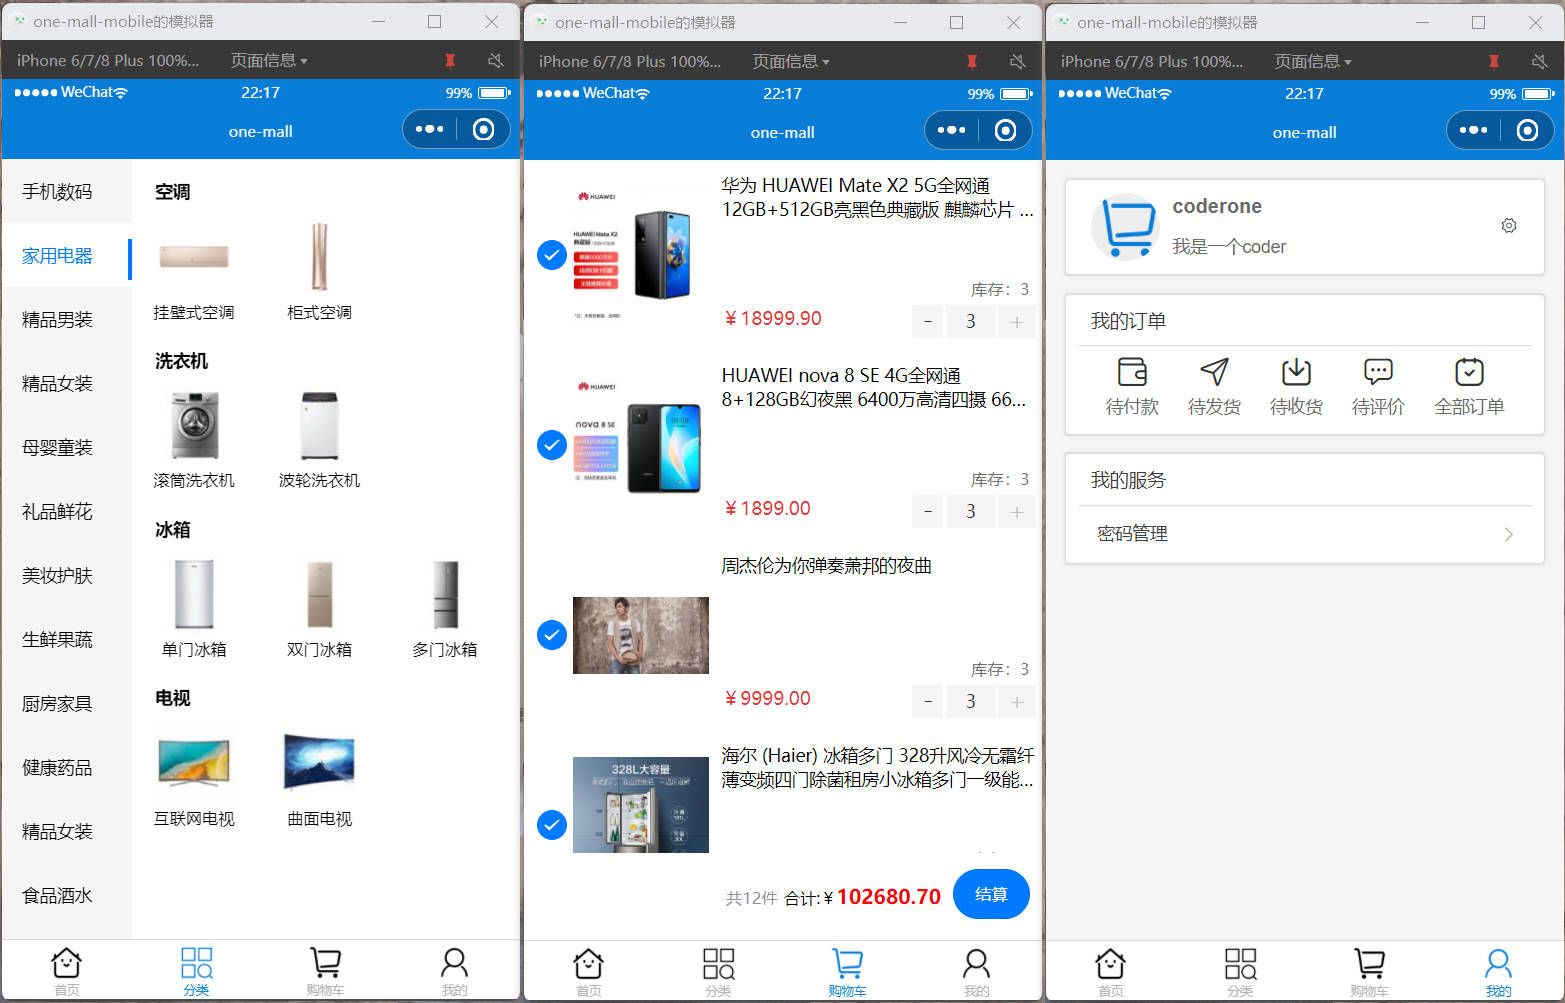 one-mall-mobile的模拟器
iPhone 6/7/8 Plus 100%...
页面信息
WeChat
22:17
99%
one-mall
手机数码
家用电器
精品男装
精品女装
母婴童装
礼品鲜花
美妆护肤
生鲜果蔬
厨房家具
健康药品
精品女装
食品酒水
空调
挂壁式空调
柜式空调
洗衣机
滚筒洗衣机
波轮洗衣机
冰箱
单门冰箱
双门冰箱
多门冰箱
电视
互联网电视
曲面电视
首页
分类
购物车
我的
one-mall-mobile的模拟器
iPhone 6/7/8 Plus 100%...
页面信息
WeChat
22:17
99%
one-mall
HUAWEI
HUAWEI Mate X2
华为 HUAWEI Mate X2 5G全网通
12GB+512GB亮黑色典藏版 麒麟芯片 ...
库存：3
¥18999.90
- 3 +
HUAWEI
nova 8 SE
HUAWEI nova 8 SE 4G全网通
8+128GB幻夜黑 6400万高清四摄 66...
库存：3
¥1899.00
- 3 +
周杰伦为你弹奏萧邦的夜曲
库存：3
¥9999.00
- 3 +
328L大容量
海尔 (Haier) 冰箱多门 328升风冷无霜纤
薄变频四门除菌租房小冰箱多门一级能...
共12件 合计:¥102680.70
结算
首页
分类
购物车
我的
one-mall-mobile的模拟器
iPhone 6/7/8 Plus 100%...
页面信息
WeChat
22:17
99%
one-mall
coderone
我是一个coder
我的订单
待付款
待发货
待收货
待评价
全部订单
我的服务
密码管理
首页
分类
购物车
我的